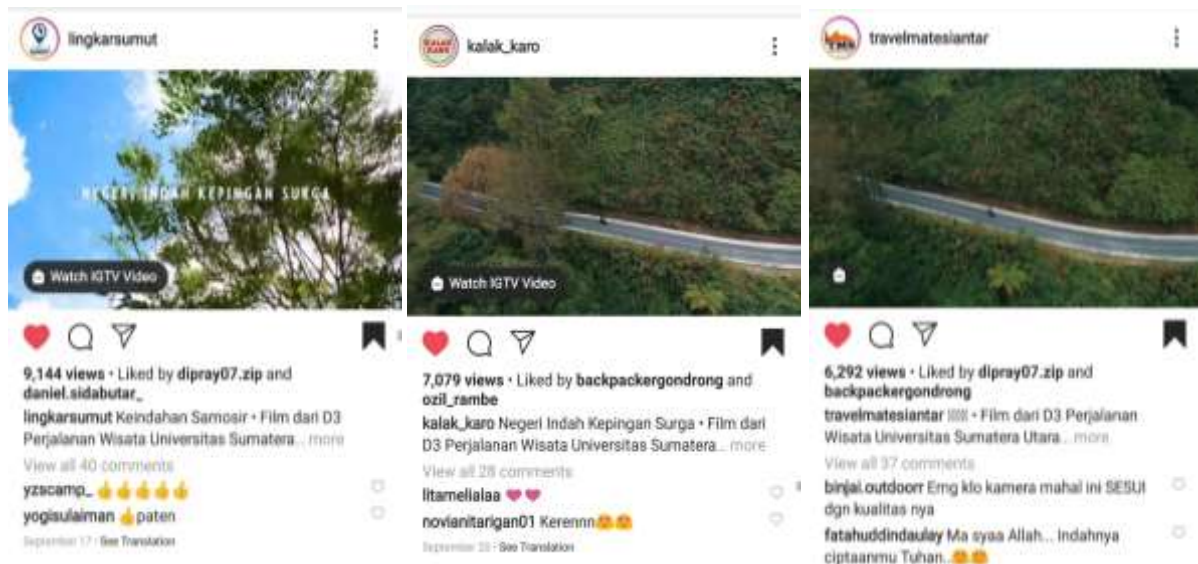 lingkarsumut
NEGERI INDAH KEPINGAN SURGA
Watch IGTV Video
9,144 views • Liked by dipray07.zip and
daniel.sidabutar_
lingkarsumut Keindahan Samosir • Film dari D3
Perjalanan Wisata Universitas Sumatera... more
View all 40 comments
yzscamp_ 👍👍👍👍👍
yogisulaiman 👍paten
September 17 • See Translation
kalak_karo
KALAK
KARO
Watch IGTV Video
7,079 views • Liked by backpackergondrong and
ozil_rambe
kalak_karo Negeri Indah Kepingan Surga • Film dari
D3 Perjalanan Wisata Universitas Sumatera... more
View all 28 comments
litamelialaa 💗💗
novianitarigan01 Kerennn😍😍
September • See Translation
travelmatesiantar
TMS
6,292 views • Liked by dipray07.zip and
backpackergondrong
travelmatesiantar • Film dari D3 Perjalanan
Wisata Universitas Sumatera Utara... more
View all 37 comments
binjai.outdoorr Emg klo kamera mahal ini SESUI
dgn kualitas nya
fatahuddindaulay Ma syaa Allah... Indahnya
ciptaanmu Tuhan..😍😍